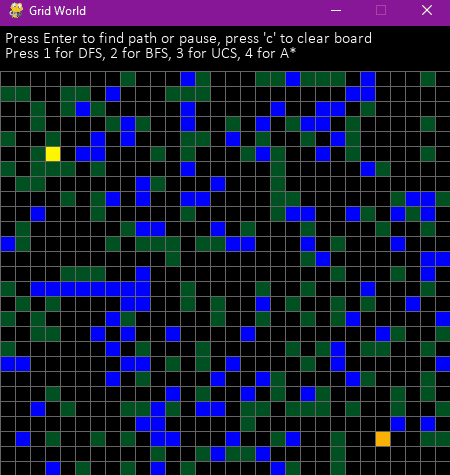 Grid World
Press Enter to find path or pause, press 'c' to clear board
Press 1 for DFS, 2 for BFS, 3 for UCS, 4 for A*